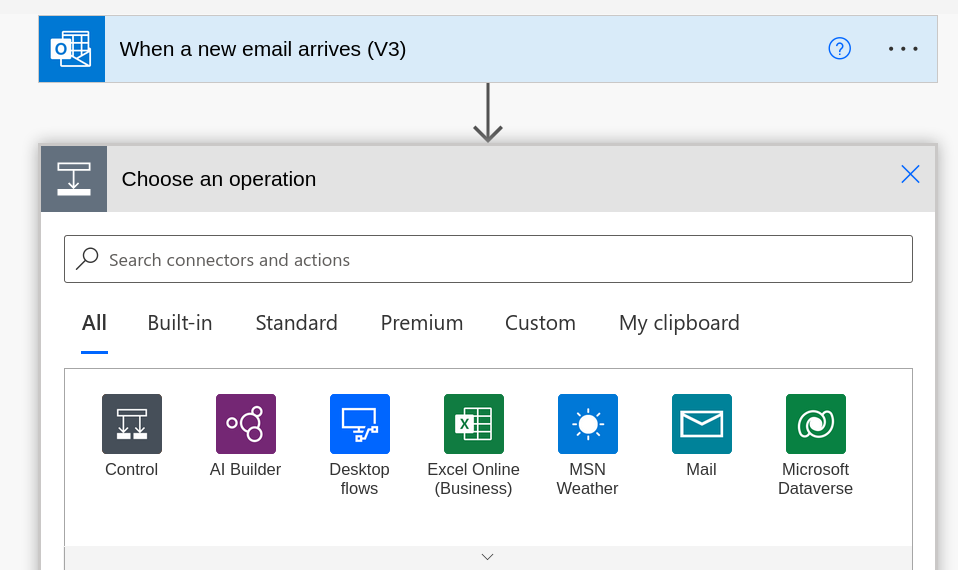 When a new email arrives (V3)
Choose an operation
Search connectors and actions
All Built-in Standard Premium Custom My clipboard
Control AI Builder Desktop flows Excel Online (Business) MSN Weather Mail Microsoft Dataverse